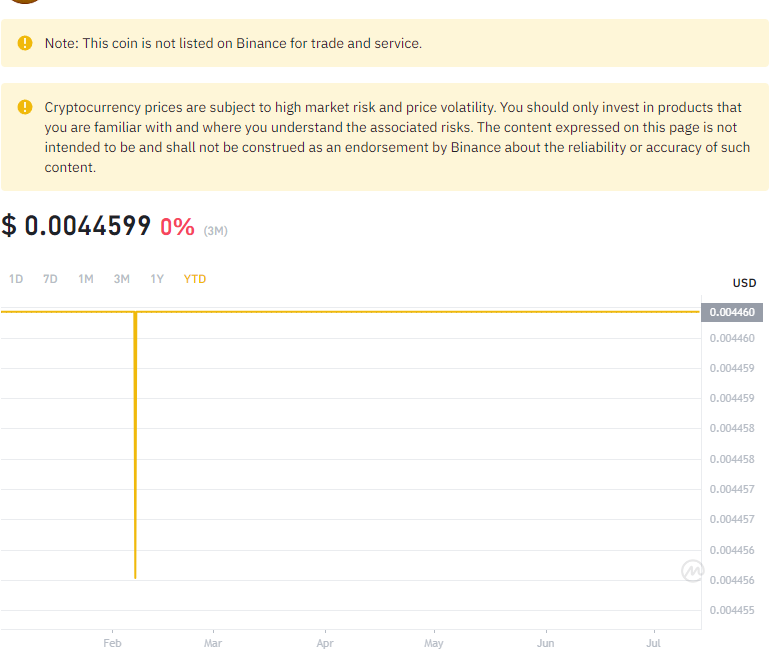 Note: This coin is not listed on Binance for trade and service.
Cryptocurrency prices are subject to high market risk and price volatility. You should only invest in products that
you are familiar with and where you understand the associated risks. The content expressed on this page is not
intended to be and shall not be construed as an endorsement by Binance about the reliability or accuracy of such
content.
$ 0.0044599 0% (3M)
1D 7D 1M 3M 1Y YTD
USD
0.004460
0.004460
0.004459
0.004459
0.004458
0.004458
0.004457
0.004457
0.004456
0.004456
0.004455
Feb Mar Apr May Jun Jul